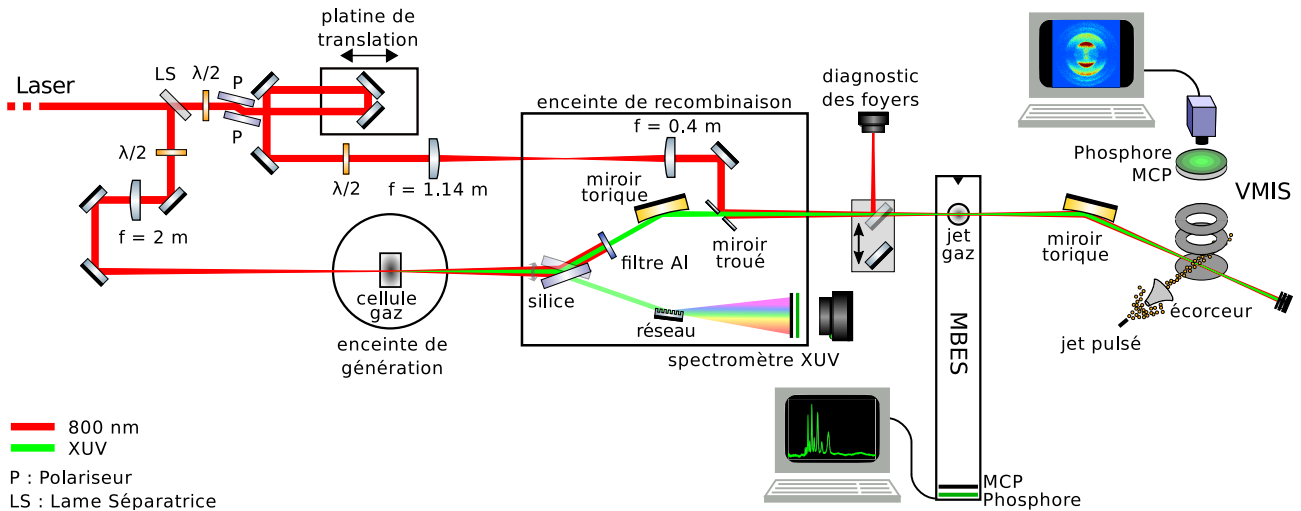 platine de
translation
Laser
LS
λ/2
P
P
λ/2
λ/2
f = 1.14 m
f = 2 m
enceinte de recombinaison
f = 0.4 m
miroir
torique
miroir
troué
filtre Al
silice
réseau
spectromètre XUV
cellule
gaz
enceinte de
génération
diagnostic
des foyers
jet
gaz
MBES
MCP
Phosphore
miroir
torique
Phosphore
MCP
VMIS
écorceur
jet pulsé
800 nm
XUV
P : Polariseur
LS : Lame Séparatrice